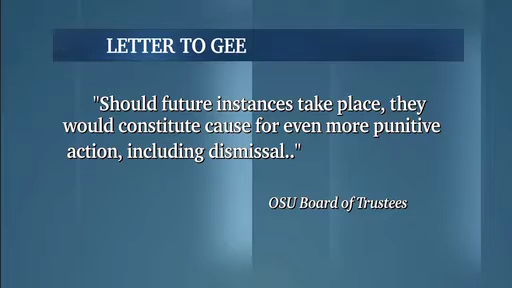 LETTER TO GEE
"Should future instances take place, they
would constitute cause for even more punitive
action, including dismissal.."
OSU Board of Trustees